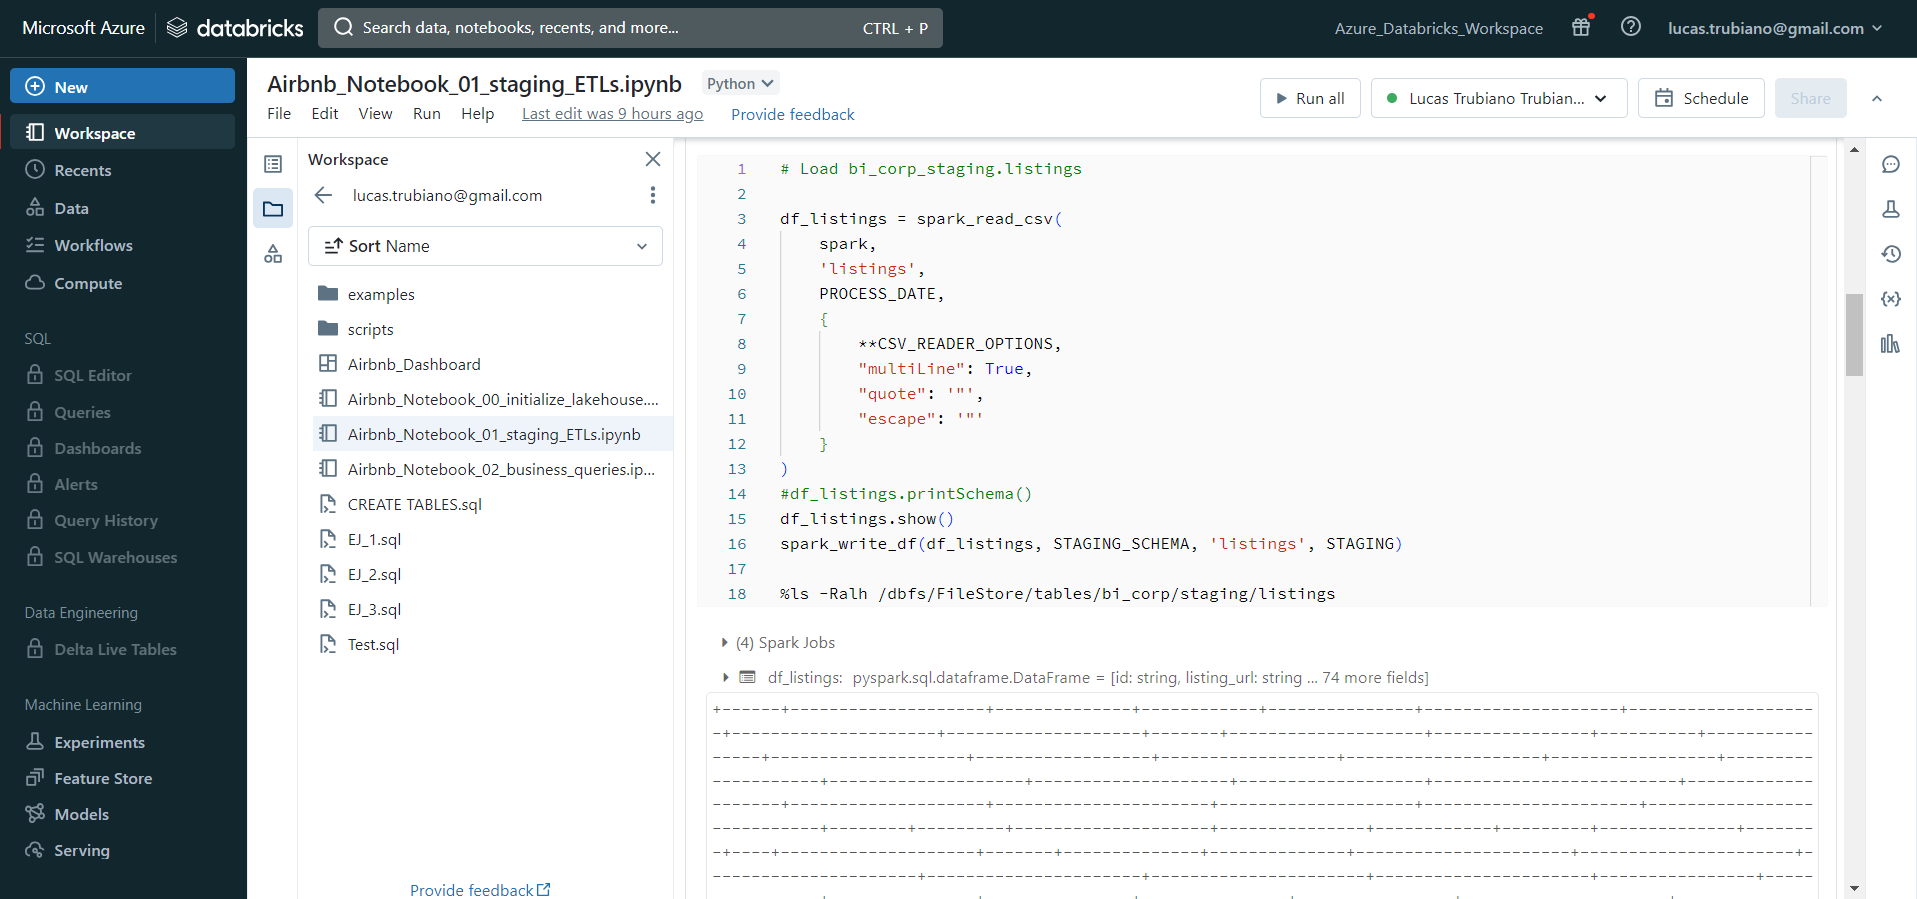 Microsoft Azure databricks Search data, notebooks, recents, and more... CTRL + P Azure_Databricks_Workspace lucas.trubiano@gmail.com
New
Workspace
Recents
Data
Workflows
Compute
SQL
SQL Editor
Queries
Dashboards
Alerts
Query History
SQL Warehouses
Data Engineering
Delta Live Tables
Machine Learning
Experiments
Feature Store
Models
Serving
Airbnb_Notebook_01_staging_ETLs.ipynb Python
File Edit View Run Help Last edit was 9 hours ago Provide feedback
Run all Lucas Trubiano Trubian... Schedule Share
Workspace
lucas.trubiano@gmail.com
Sort Name
examples
scripts
Airbnb_Dashboard
Airbnb_Notebook_00_initialize_lakehouse....
Airbnb_Notebook_01_staging_ETLs.ipynb
Airbnb_Notebook_02_business_queries.ip...
CREATE TABLES.sql
EJ_1.sql
EJ_2.sql
EJ_3.sql
Test.sql
Provide feedback
1 # Load bi_corp_staging.listings
2
3 df_listings = spark_read_csv(
4 spark,
5 'listings',
6 PROCESS_DATE,
7 {
8 **CSV_READER_OPTIONS,
9 "multiLine": True,
10 "quote": '"',
11 "escape": '"'
12 }
13 )
14 #df_listings.printSchema()
15 df_listings.show()
16 spark_write_df(df_listings, STAGING_SCHEMA, 'listings', STAGING)
17
18 %ls -Ralh /dbfs/FileStore/tables/bi_corp/staging/listings
(4) Spark Jobs
df_listings: pyspark.sql.dataframe.DataFrame = [id: string, listing_url: string ... 74 more fields]